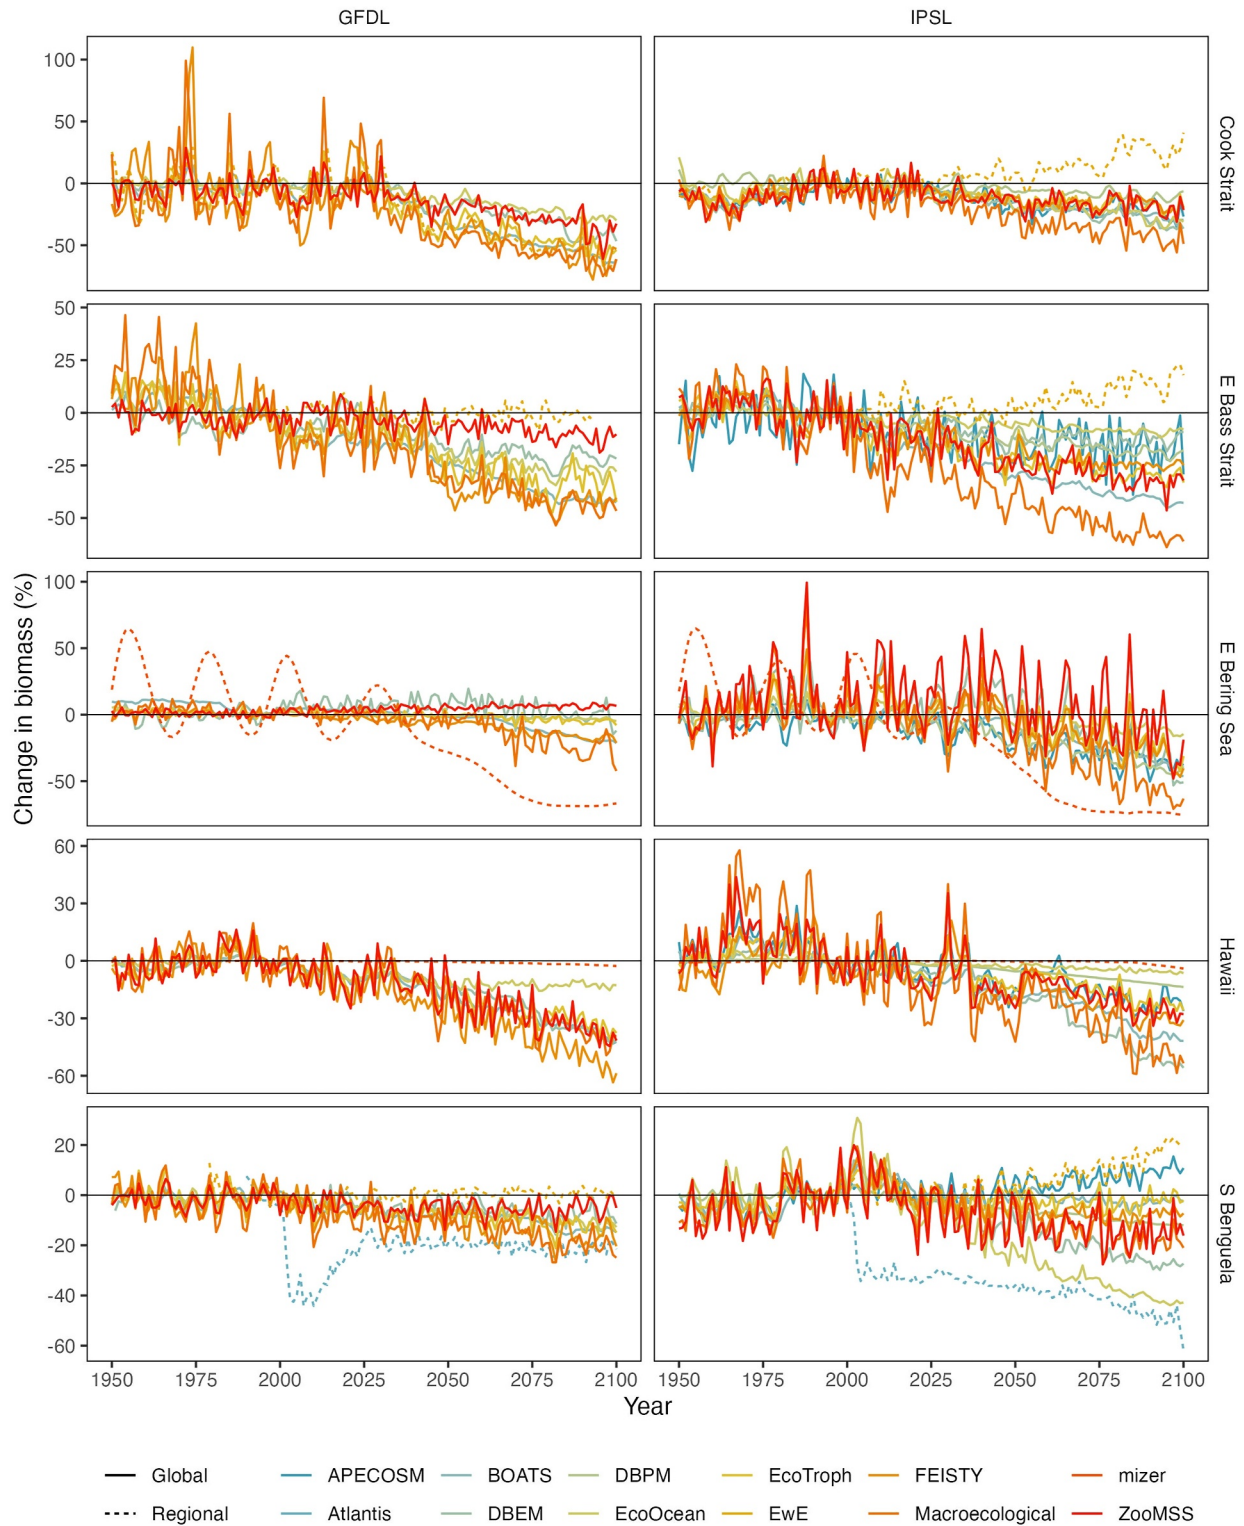 GFDL IPSL
100
50
0
-50
Cook Strait
50
25
0
-25
-50
E Bass Strait
100
50
0
-50
E Bering Sea
Change in biomass (%)
60
30
0
-30
-60
Hawaii
20
0
-20
-40
-60
S Benguela
1950 1975 2000 2025 2050 2075 2100 1950 1975 2000 2025 2050 2075 2100
Year
Global APECOSM BOATS DBPM EcoTroph FEISTY mizer
Regional Atlantis DBEM EcoOcean EwE Macroecological ZooMSS